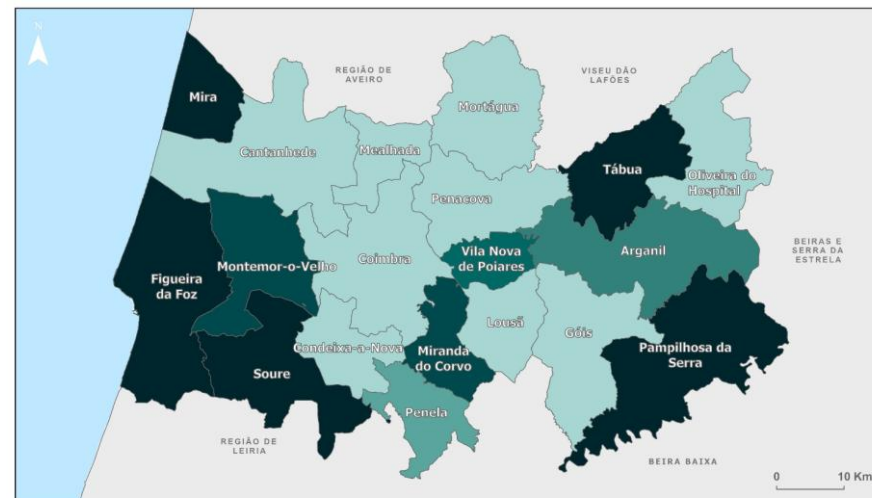 N
REGIÃO DE
AVEIRO
VISEU DÃO
LAFÕES
Mira
Mortágua
Cantanhede
Mealhada
Tábua
Oliveira do
Hospital
Penacova
Vila Nova
de Poiares
Arganil
BEIRAS E
SERRA DA
ESTRELA
Figueira
da Foz
Montemor-o-Velho
Coimbra
Lousã
Góis
Condeixa-a-Nova
Miranda
do Corvo
Pampilhosa da
Serra
Soure
Penela
REGIÃO DE
LEIRIA
BEIRA BAIXA
0 10 Km